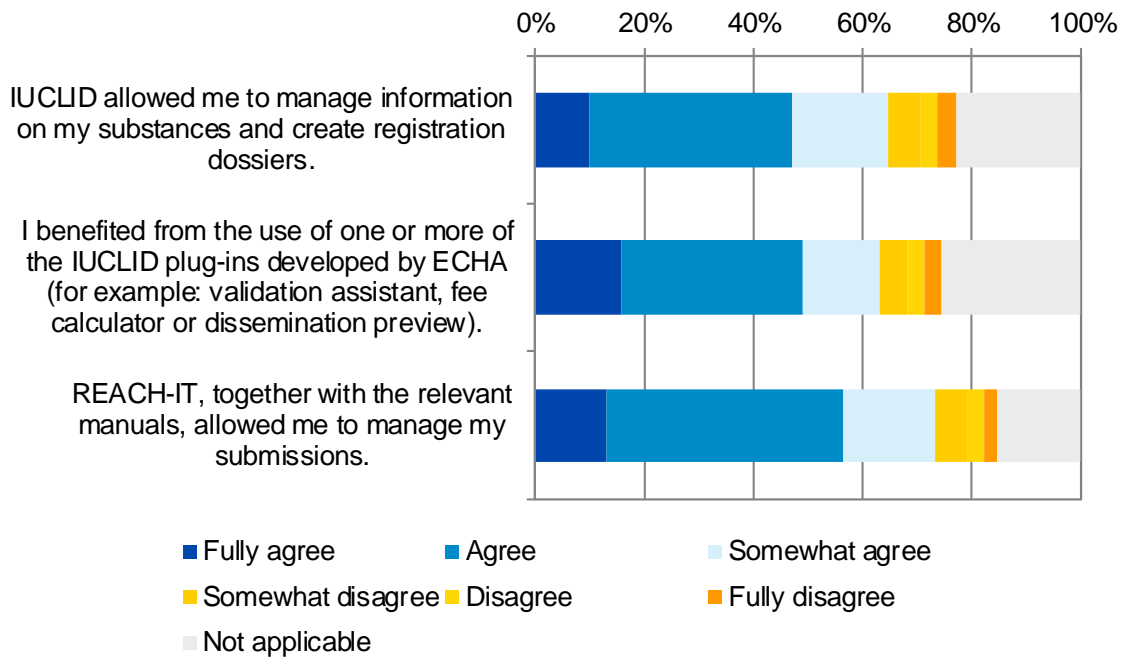 0% 20% 40% 60% 80% 100%
IUCLID allowed me to manage information
on my substances and create registration
dossiers.
I benefited from the use of one or more of
the IUCLID plug-ins developed by ECHA
(for example: validation assistant, fee
calculator or dissemination preview).
REACH-IT, together with the relevant
manuals, allowed me to manage my
submissions.
Fully agree Agree Somewhat agree
Somewhat disagree Disagree Fully disagree
Not applicable